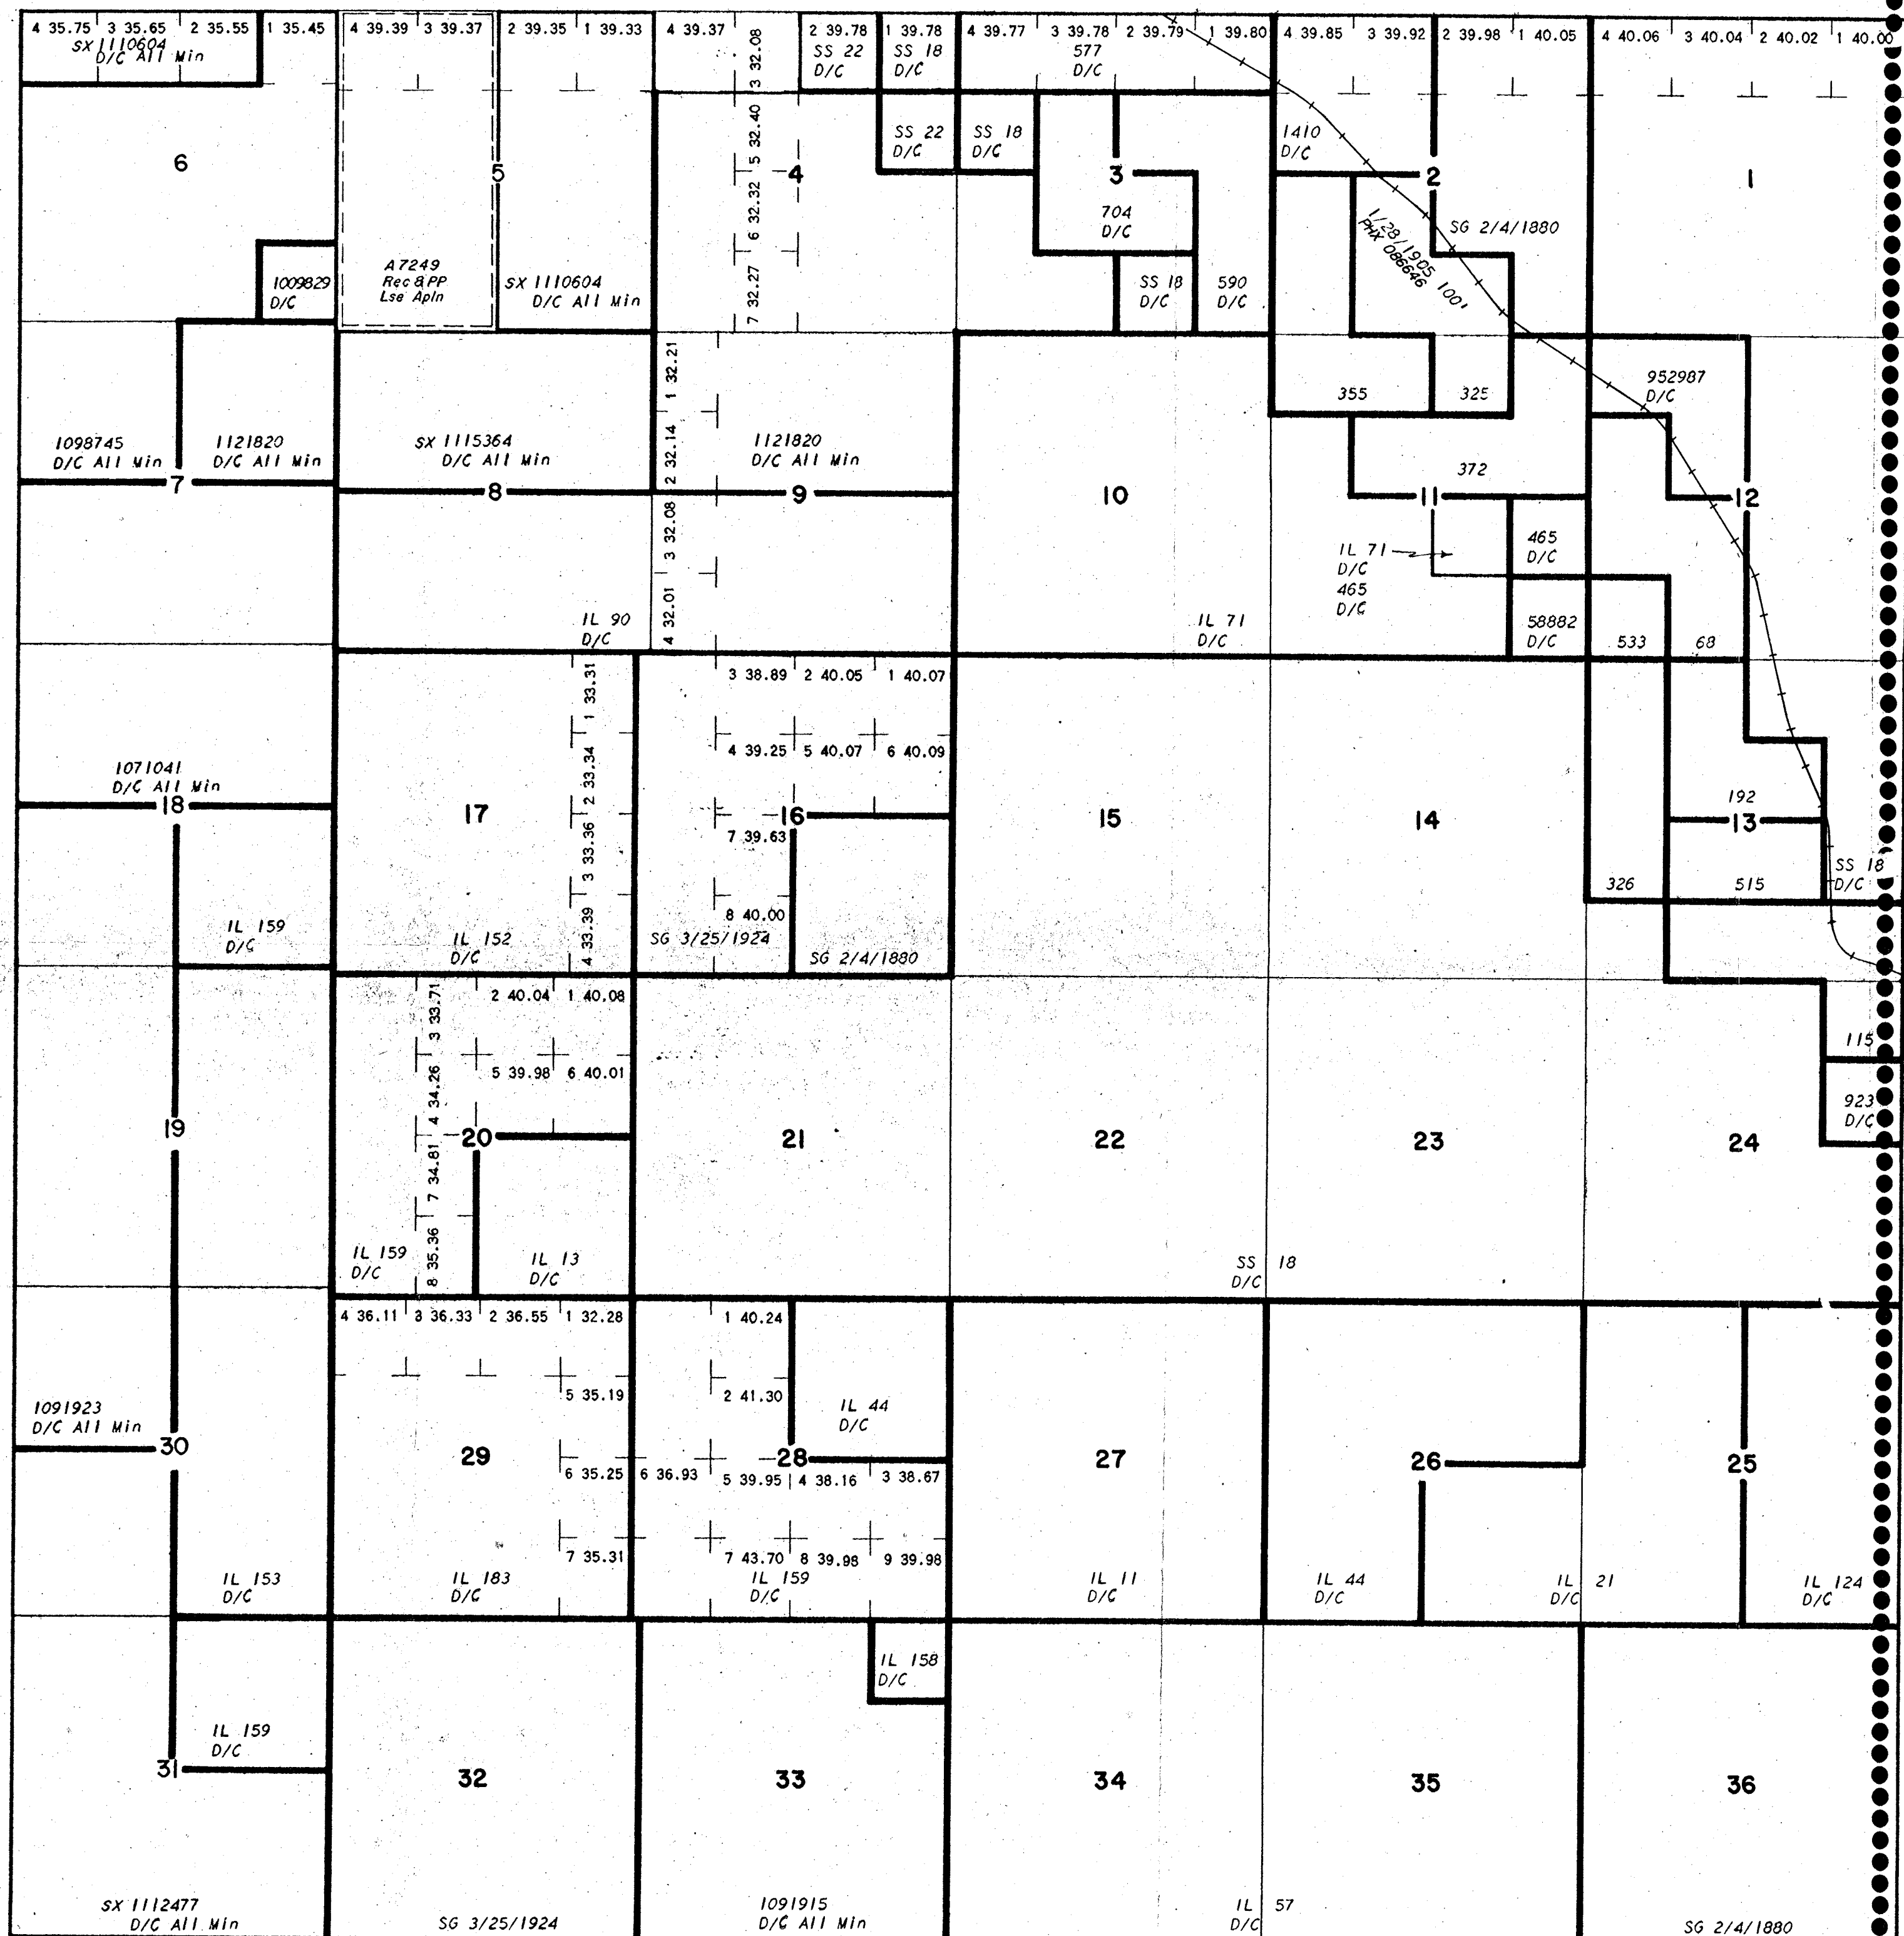 4 35.75 3 35.65 2 35.55 1 35.45 4 39.39 3 39.37 2 39.35 1 39.33 4 39.37 2 39.78 1 39.78 4 39.77 3 39.78 2 39.79 1 39.80 4 39.85 3 39.92 2 39.98 1 40.05 4 40.06 3 40.04 2 40.02 1 40.00
SX 1110604
D/C All Min
3 32.08
SS 22
D/C
SS 18
D/C
577
D/C
6
5
4
3
2
1
5 32.40
6 32.32
7 32.27
SS 22
D/C
SS 18
D/C
1410
D/C
704
D/C
1/28/1905
PHX 086646
100'
SG 2/4/1880
1009829
D/C
A7249
Rec & PP
Lse Apln
SX 1110604
D/C All Min
SS 18
D/C
590
D/C
1 32.21
2 32.14
3 32.08
4 32.01
355
325
952987
D/C
1098745
D/C All Min
1121820
D/C All Min
SX 1115364
D/C All Min
1121820
D/C All Min
372
7
8
9
10
11
12
IL 71
D/C
465
D/C
465
D/C
IL 90
D/C
IL 71
D/C
58882
D/C
533
68
1 33.31
2 33.34
3 33.36
4 33.39
3 38.89 2 40.05 1 40.07
4 39.25 5 40.07 6 40.09
1071041
D/C All Min
18
17
16
15
14
13
192
7 39.63
SS 18
D/C
326
515
8 40.00
IL 159
D/C
IL 152
D/C
SG 3/25/1924
SG 2/4/1880
2 40.04 1 40.08
3 33.71
4 34.26
7 34.81
8 35.36
5 39.98 6 40.01
115
923
D/C
19
20
21
22
23
24
IL 159
D/C
IL 13
D/C
SS 18
D/C
4 36.11 3 36.33 2 36.55 1 32.28
1 40.24
5 35.19
2 41.30
IL 44
D/C
1091923
D/C All Min
30
29
28
27
26
25
6 35.25 6 36.93 5 39.95 4 38.16 3 38.67
7 35.31
7 43.70 8 39.98 9 39.98
IL 153
D/C
IL 183
D/C
IL 159
D/C
IL 11
D/C
IL 44
D/C
IL 21
D/C
IL 124
D/C
IL 158
D/C
IL 159
D/C
31
32
33
34
35
36
SX 1112477
D/C All Min
SG 3/25/1924
1091915
D/C All Min
IL 57
D/C
SG 2/4/1880